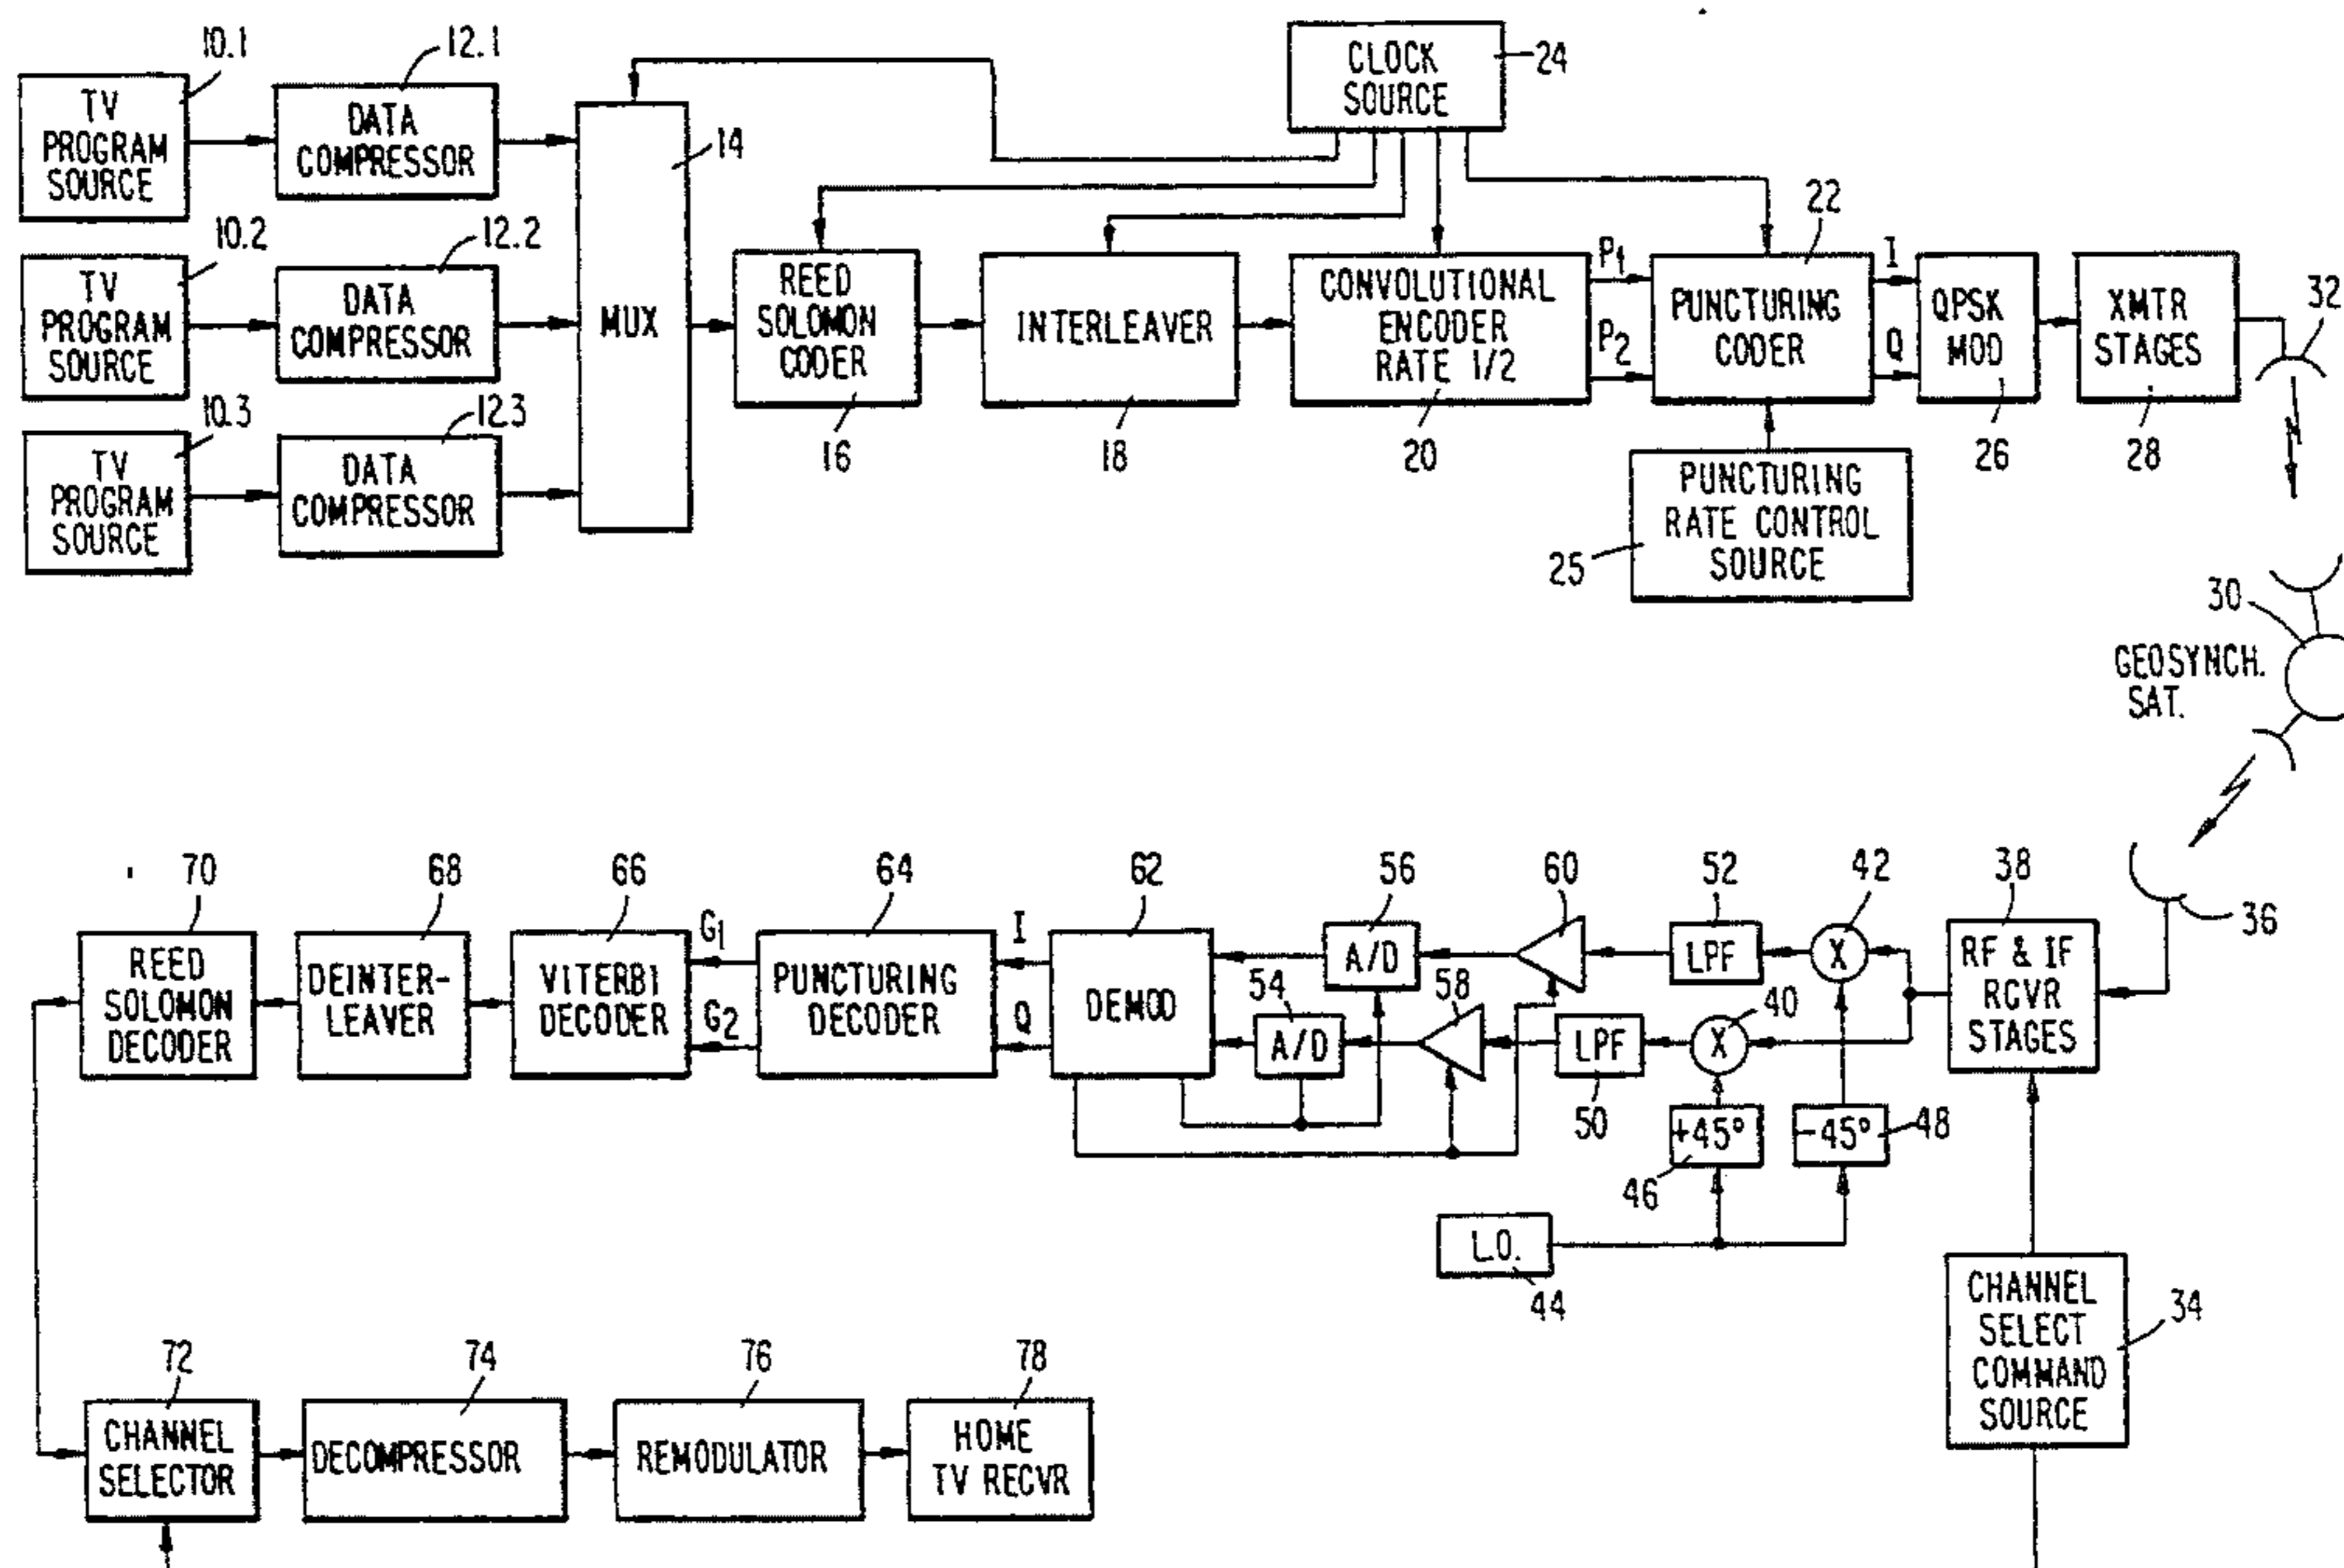 10.1
TV
PROGRAM
SOURCE
12.1
DATA
COMPRESSOR
10.2
TV
PROGRAM
SOURCE
12.2
DATA
COMPRESSOR
10.3
TV
PROGRAM
SOURCE
123
DATA
COMPRESSOR
14
MUX
CLOCK
SOURCE
24
REED
SOLOMON
CODER
16
INTERLEAVER
18
CONVOLUTIONAL
ENCODER
RATE 1/2
20
P1
P2
22
PUNCTURING
CODER
I
Q
QPSK
MOD
26
XMTR
STAGES
28
32
PUNCTURING
RATE CONTROL
SOURCE
25
30
GEOSYNCH.
SAT.
36
38
RF & IF
RCVR
STAGES
42
X
40
X
52
LPF
LPF
50
60
58
56
A/D
54
A/D
62
DEMOD
I
Q
64
PUNCTURING
DECODER
G1
G2
66
VITERBI
DECODER
68
DEINTER-
LEAVER
70
REED
SOLOMON
DECODER
+45°
46
-45°
48
L.O.
44
CHANNEL
SELECT
COMMAND
SOURCE
34
72
CHANNEL
SELECTOR
74
DECOMPRESSOR
76
REMODULATOR
78
HOME
TV RECVR